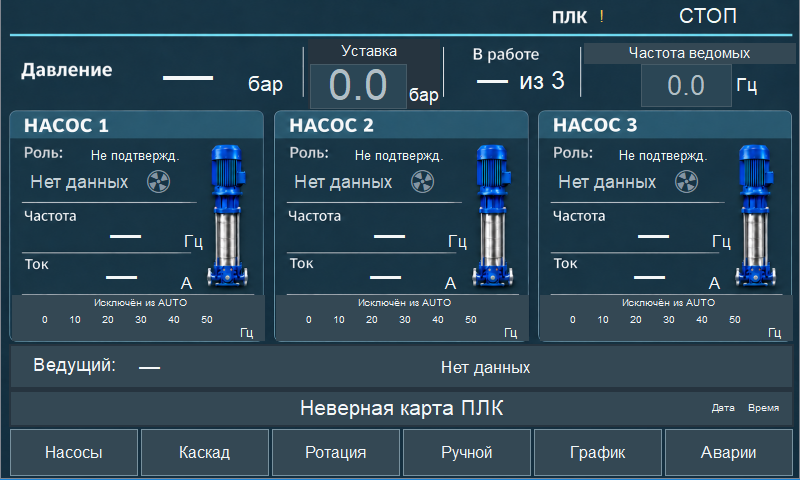 ПЛК ! СТОП
Давление — бар
Уставка
0.0 бар
В работе
— из 3
Частота ведомых
0.0 Гц
НАСОС 1
Роль: Не подтвержд.
Нет данных
Частота
— Гц
Ток
— А
Исключён из AUTO
0 10 20 30 40 50
Гц
НАСОС 2
Роль: Не подтвержд.
Нет данных
Частота
— Гц
Ток
— А
Исключён из AUTO
0 10 20 30 40 50
Гц
НАСОС 3
Роль: Не подтвержд.
Нет данных
Частота
— Гц
Ток
— А
Исключён из AUTO
0 10 20 30 40 50
Гц
Ведущий: — Нет данных
Неверная карта ПЛК Дата Время
Насосы Каскад Ротация Ручной График Аварии